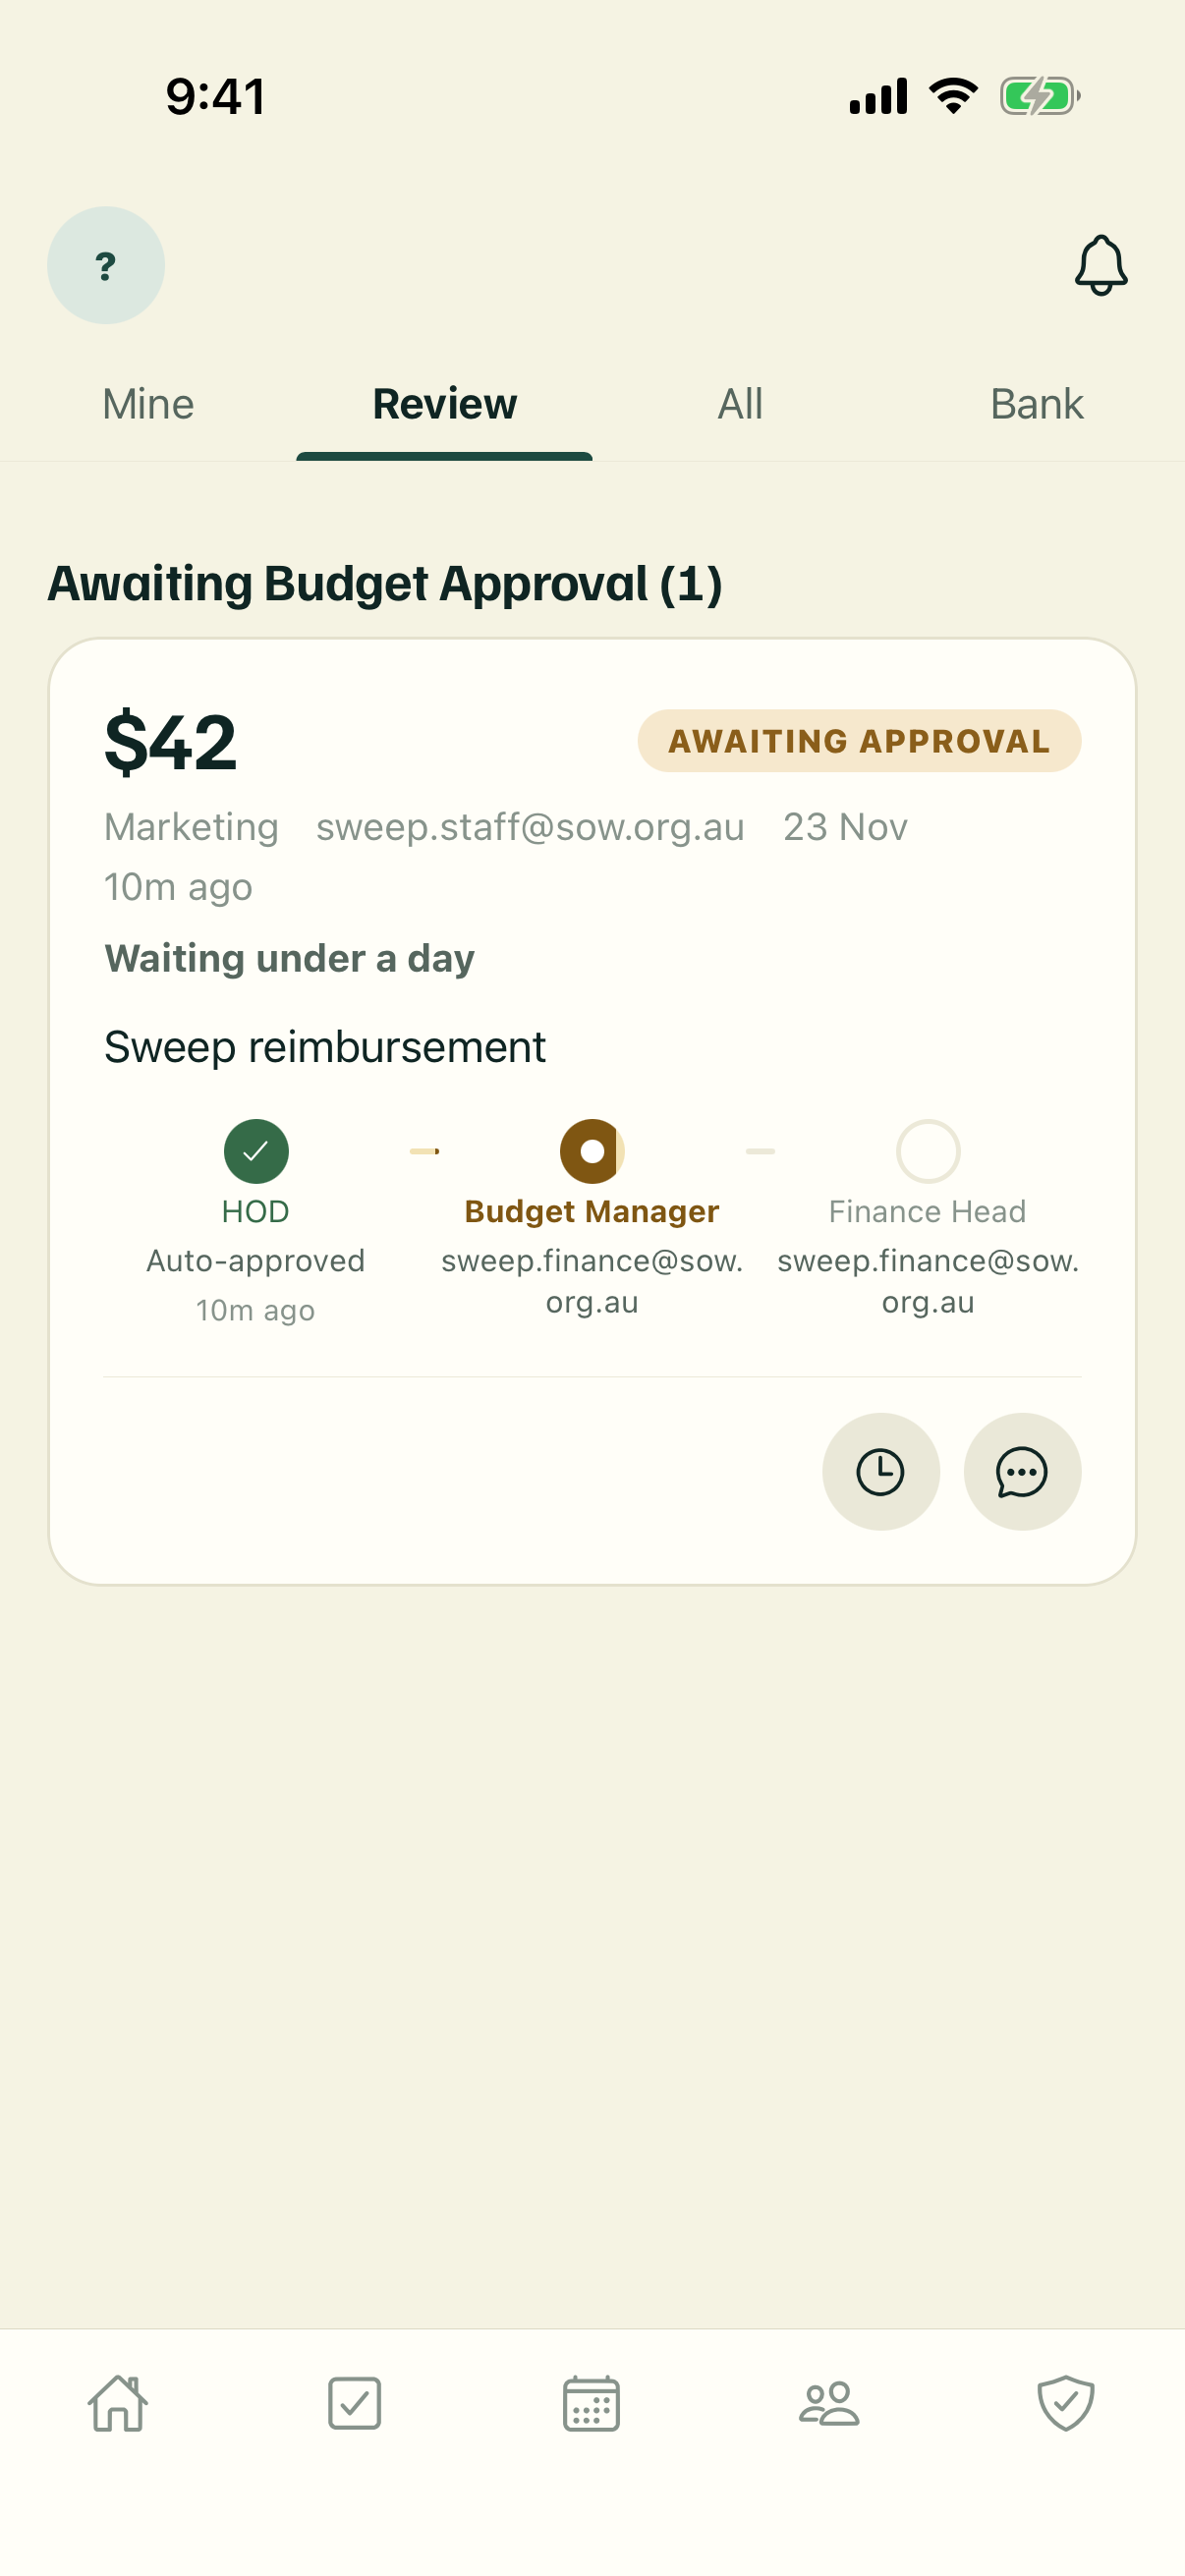 9:41
?
Mine Review All Bank
Awaiting Budget Approval (1)
$42 AWAITING APPROVAL
Marketing sweep.staff@sow.org.au 23 Nov
10m ago
Waiting under a day
Sweep reimbursement
HOD Budget Manager Finance Head
Auto-approved sweep.finance@sow. sweep.finance@sow.
10m ago org.au org.au